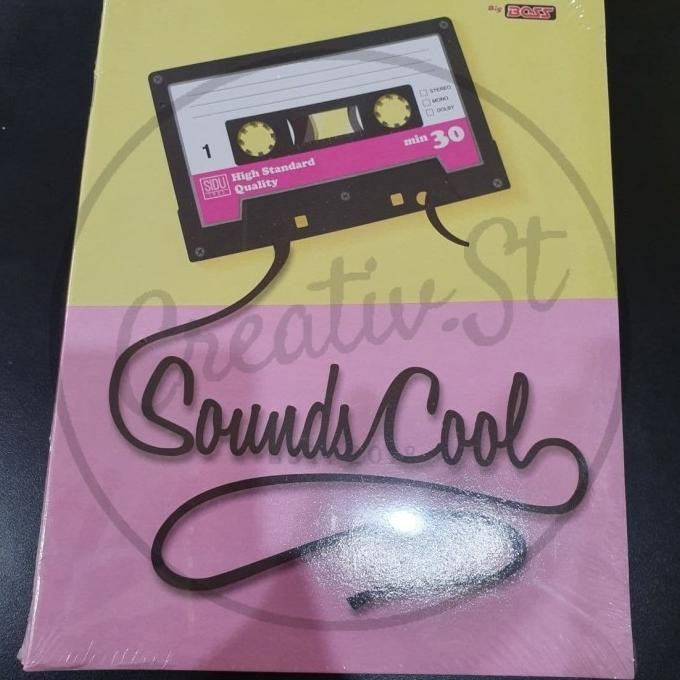 Big BOSS
STEREO
MONO
DOLBY
1
min 30
SIDU
High Standard
Quality
Creativ.St
Sounds Cool